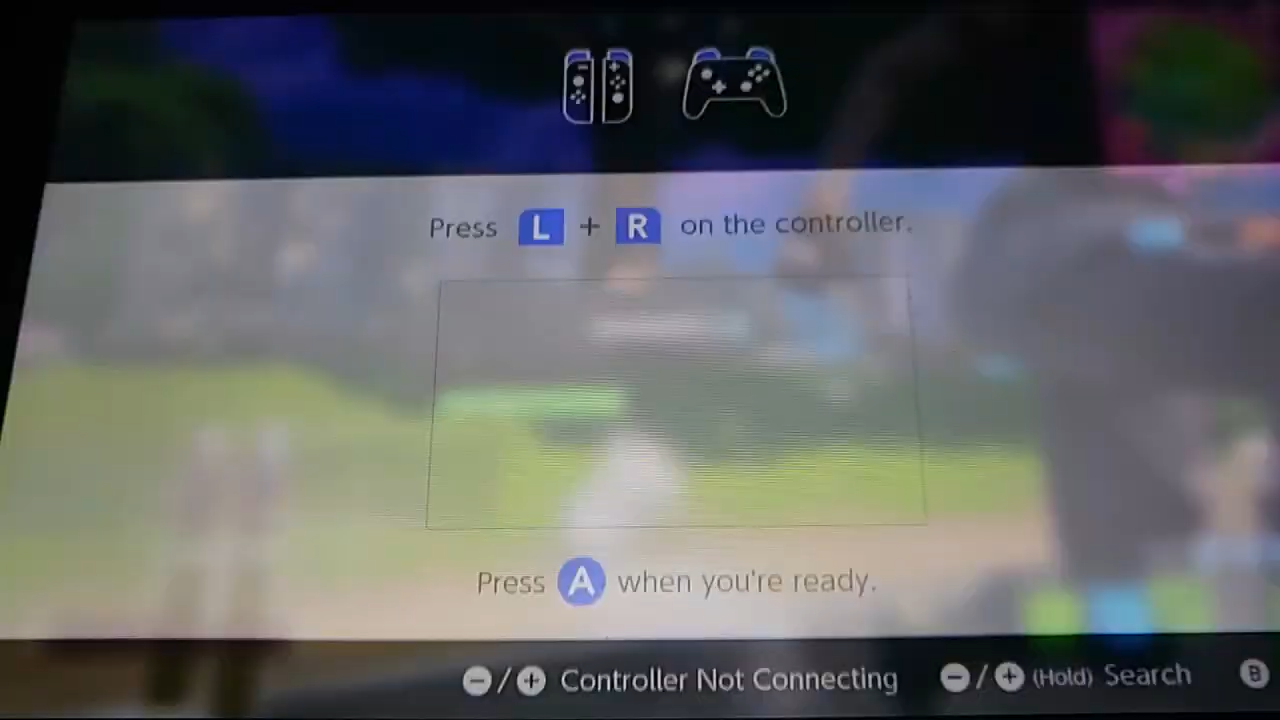 Press L + R on the controller.
Press A when you're ready.
−/+ Controller Not Connecting −/+ (Hold) Search B